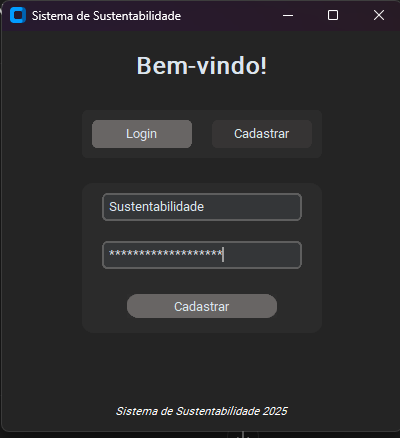 Sistema de Sustentabilidade
Bem-vindo!
Login Cadastrar
Sustentabilidade
*******************
Cadastrar
Sistema de Sustentabilidade 2025